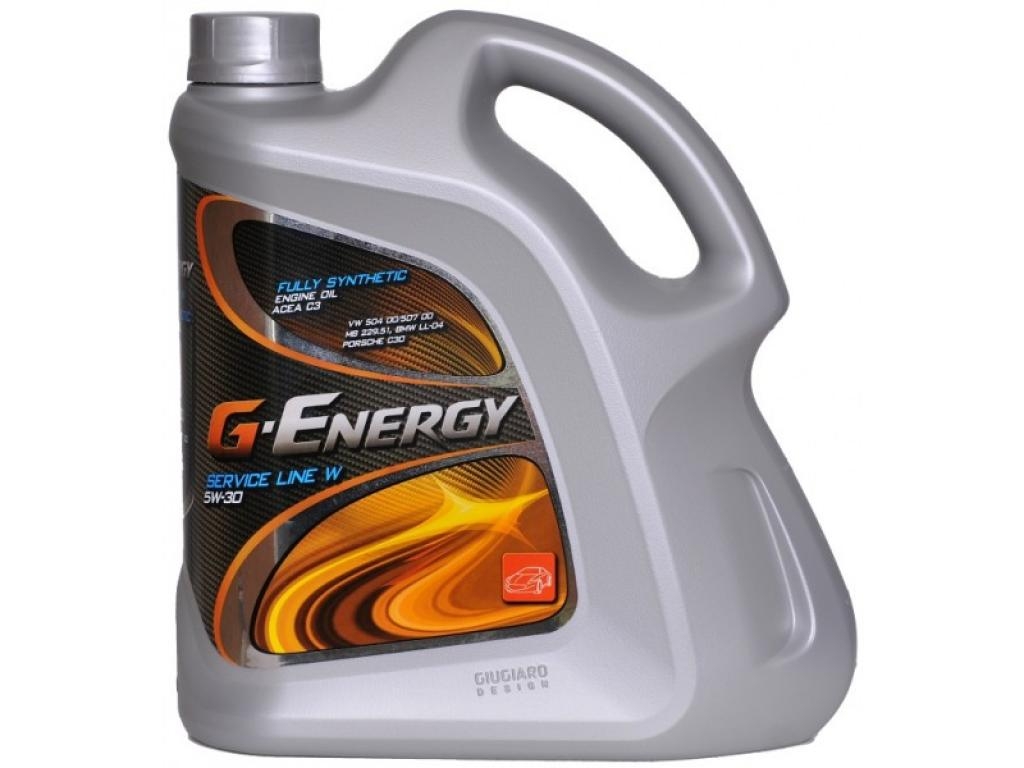 FULLY SYNTHETIC
ENGINE OIL
ACEA C3
VW 504 00/507 00
MB 229.51, BMW LL-04
PORSCHE C30
G-ENERGY
SERVICE LINE W
5W-30
GIUGIARO
DESIGN